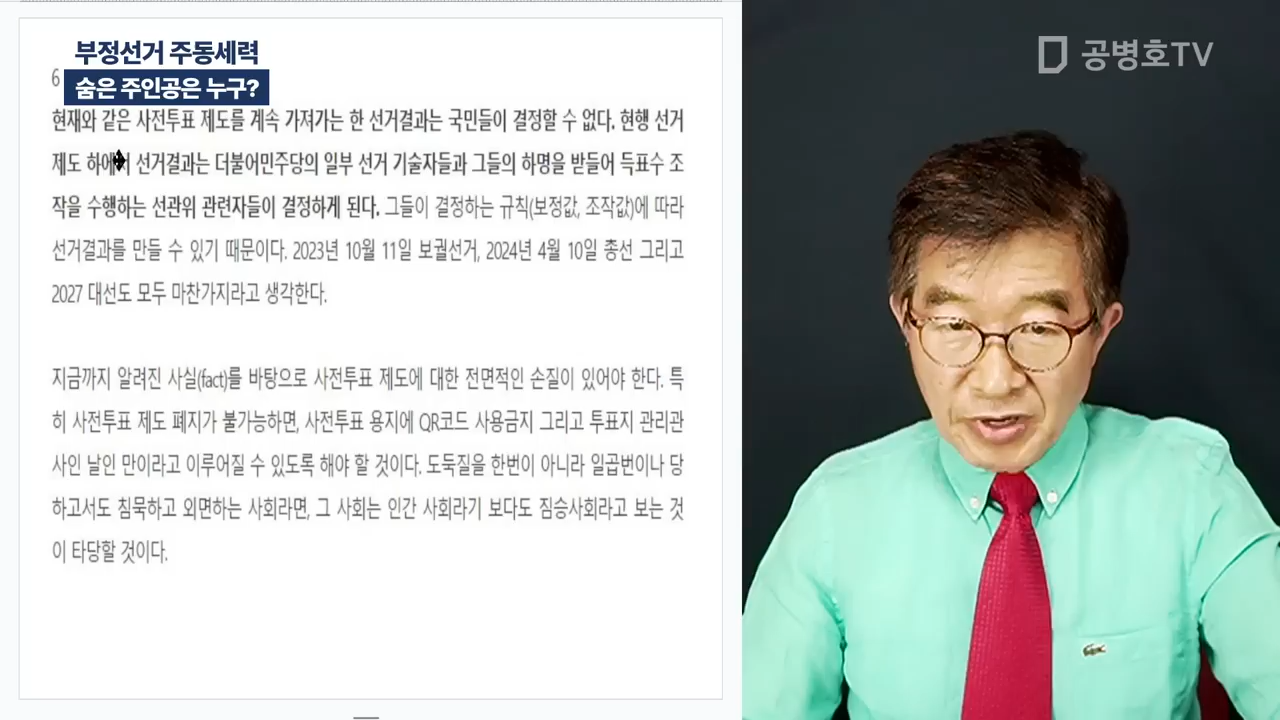 부정선거 주동세력
숨은 주인공은 누구?
공병호TV
6
현재와 같은 사전투표 제도를 계속 가져가는 한 선거결과는 국민들이 결정할 수 없다. 현행 선거
제도 하에서 선거결과는 더불어민주당의 일부 선거 기술자들과 그들의 하명을 받들어 득표수 조
작을 수행하는 선관위 관련자들이 결정하게 된다. 그들이 결정하는 규칙(보정값, 조작값)에 따라
선거결과를 만들 수 있기 때문이다. 2023년 10월 11일 보궐선거, 2024년 4월 10일 총선 그리고
2027 대선도 모두 마찬가지라고 생각한다.
지금까지 알려진 사실(fact)를 바탕으로 사전투표 제도에 대한 전면적인 손질이 있어야 한다. 특
히 사전투표 제도 폐지가 불가능하면, 사전투표 용지에 QR코드 사용금지 그리고 투표지 관리관
사인 날인 만이라고 이루어질 수 있도록 해야 할 것이다. 도둑질을 한번이 아니라 일곱번이나 당
하고서도 침묵하고 외면하는 사회라면, 그 사회는 인간 사회라기 보다도 짐승사회라고 보는 것
이 타당할 것이다.